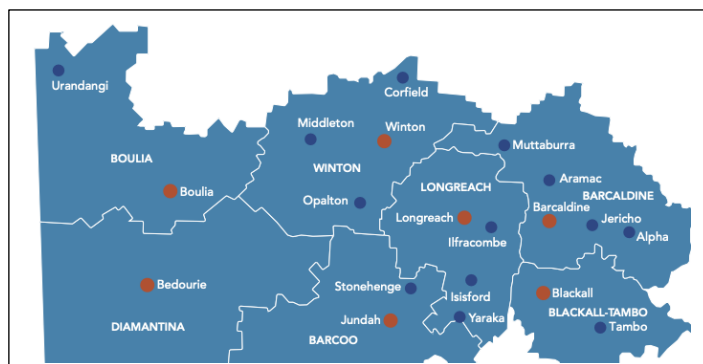 Urandangi
Corfield
Middleton
Winton
Muttaburra
BOULIA
WINTON
Aramac
LONGREACH
BARCALDINE
Boulia
Opalton
Longreach
Barcaldine
Jericho
Ilfracombe
Alpha
Bedourie
Stonehenge
Isisford
Blackall
DIAMANTINA
Jundah
Yaraka
BLACKALL-TAMBO
BARCOO
Tambo